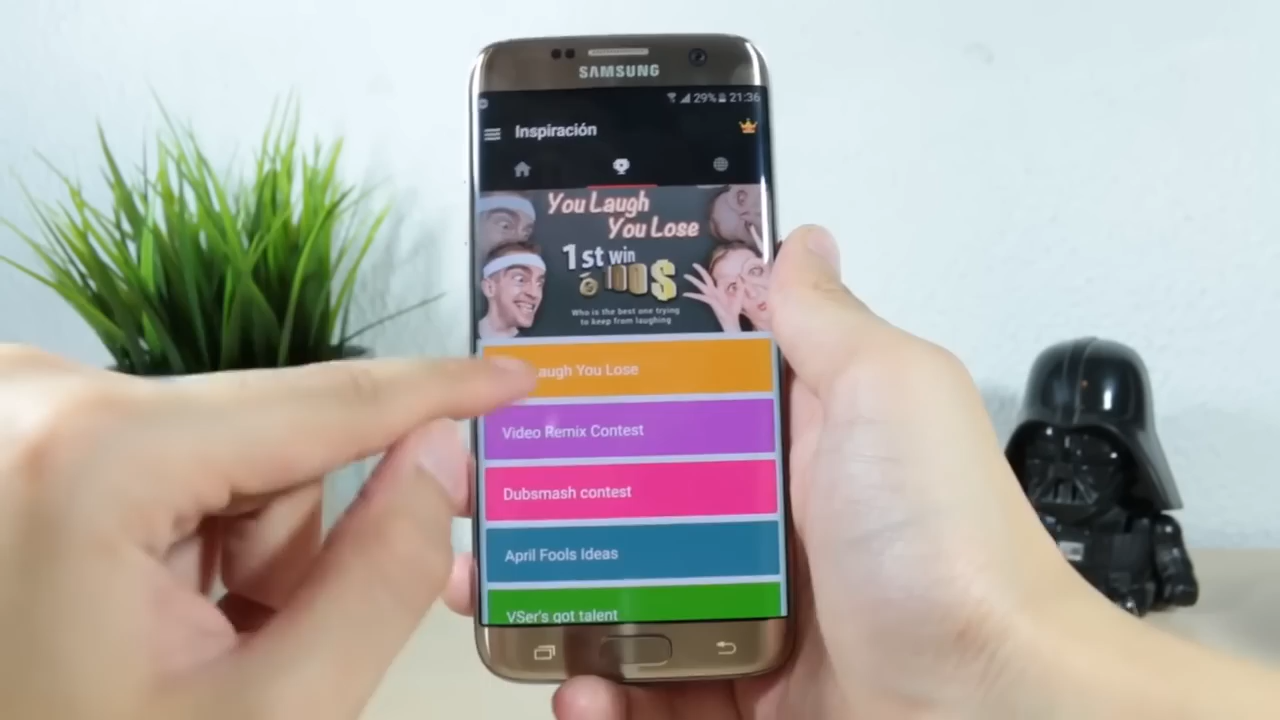 SAMSUNG
29% 21:36
Inspiración
You Laugh
You Lose
1st win
100$
Who is the best one trying
to keep from laughing
Laugh You Lose
Video Remix Contest
Dubsmash contest
April Fools Ideas
VSer's got talent